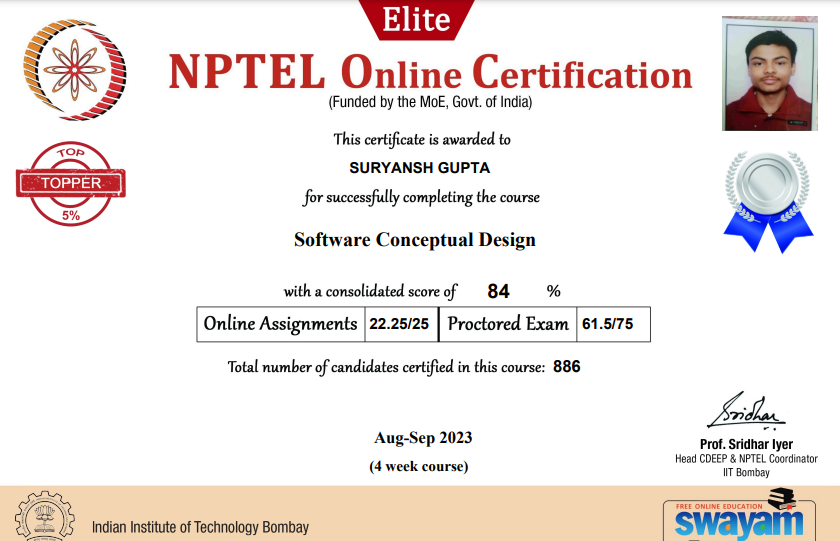 Elite
NPTEL Online Certification
(Funded by the MoE, Govt. of India)
This certificate is awarded to
SURYANSH GUPTA
for successfully completing the course
Software Conceptual Design
with a consolidated score of 84 %
Online Assignments 22.25/25 Proctored Exam 61.5/75
Total number of candidates certified in this course: 886
TOP
TOPPER
5%
Aug-Sep 2023
(4 week course)
Sridhar
Prof. Sridhar Iyer
Head CDEEP & NPTEL Coordinator
IIT Bombay
Indian Institute of Technology Bombay
FREE ONLINE EDUCATION
swayam